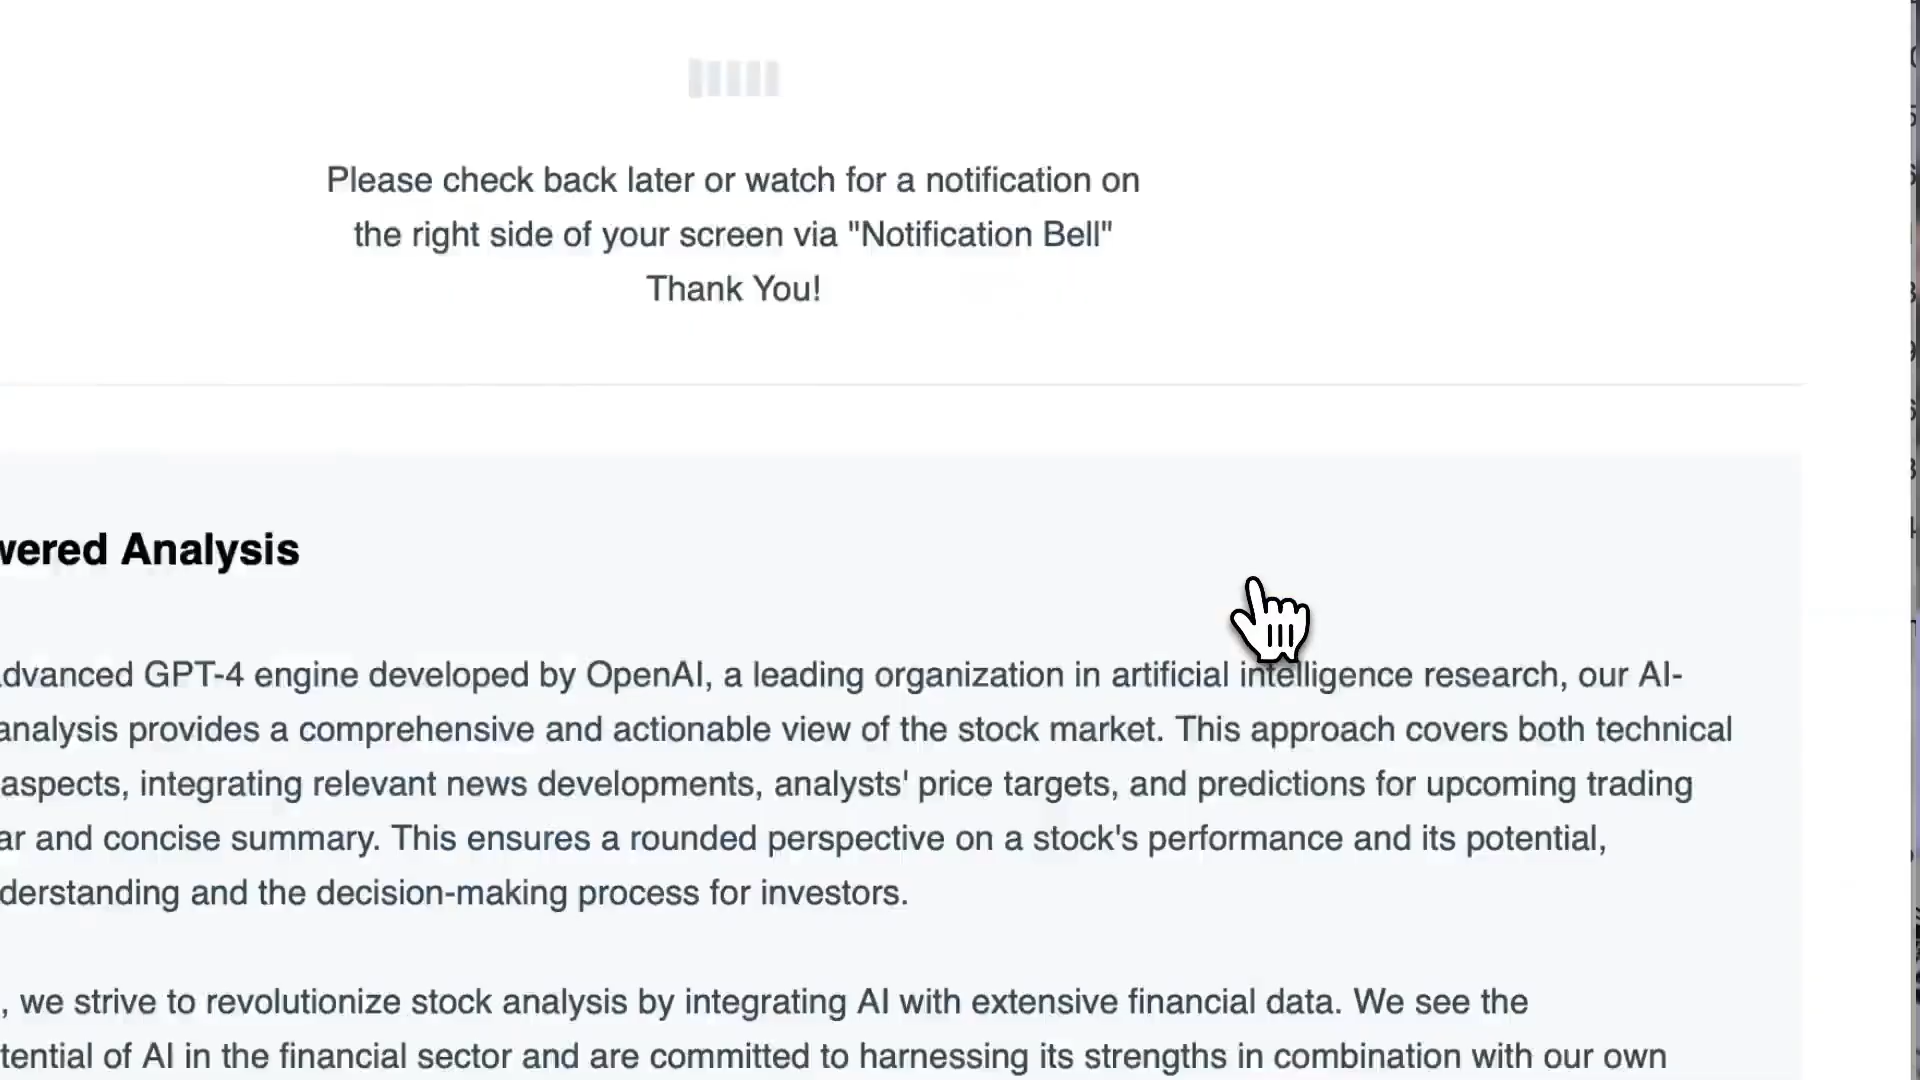 Please check back later or watch for a notification on
the right side of your screen via "Notification Bell"
Thank You!
wered Analysis
dvanced GPT-4 engine developed by OpenAI, a leading organization in artificial intelligence research, our AI-
analysis provides a comprehensive and actionable view of the stock market. This approach covers both technical
aspects, integrating relevant news developments, analysts' price targets, and predictions for upcoming trading
ar and concise summary. This ensures a rounded perspective on a stock's performance and its potential,
derstanding and the decision-making process for investors.
, we strive to revolutionize stock analysis by integrating AI with extensive financial data. We see the
tential of AI in the financial sector and are committed to harnessing its strengths in combination with our own